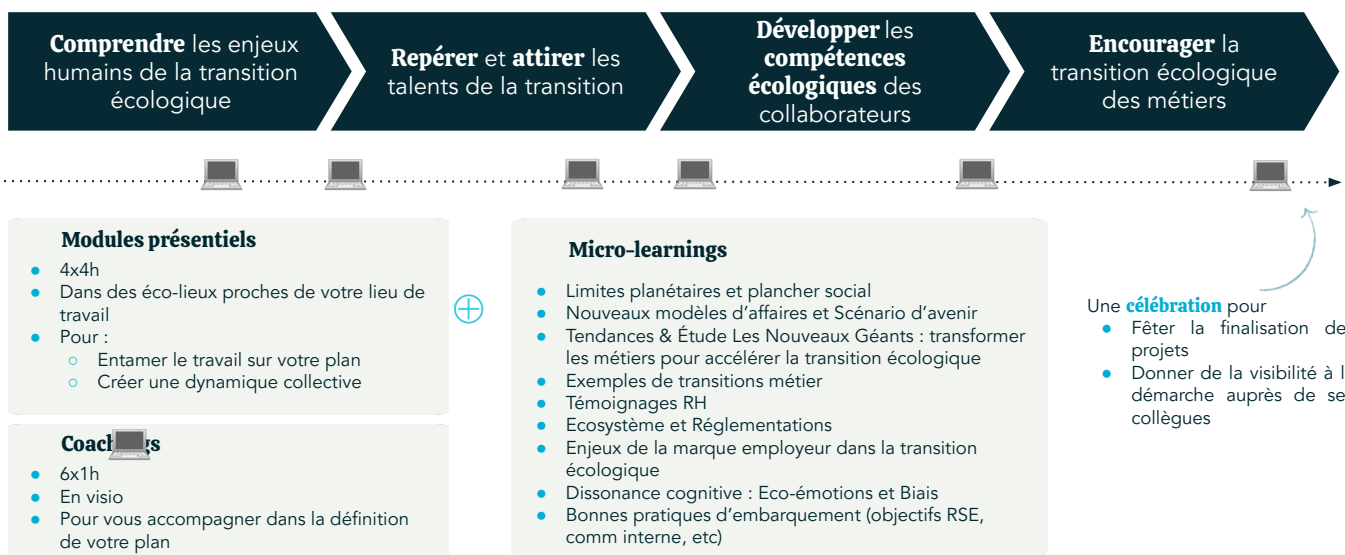 Comprendre les enjeux
humains de la transition
écologique
Repérer et attirer les
talents de la transition
Développer les
compétences
écologiques des
collaborateurs
Encourager la
transition écologique
des métiers
Modules présentiels
4x4h
Dans des éco-lieux proches de votre lieu de
travail
Pour :
Entamer le travail sur votre plan
Créer une dynamique collective
Coach gs
6x1h
En visio
Pour vous accompagner dans la définition
de votre plan
Micro-learnings
Limites planétaires et plancher social
Nouveaux modèles d'affaires et Scénario d'avenir
Tendances & Étude Les Nouveaux Géants : transformer
les métiers pour accélérer la transition écologique
Exemples de transitions métier
Témoignages RH
Ecosystème et Réglementations
Enjeux de la marque employeur dans la transition
écologique
Dissonance cognitive : Eco-émotions et Biais
Bonnes pratiques d'embarquement (objectifs RSE,
comm interne, etc)
Une célébration pour
Fêter la finalisation de
projets
Donner de la visibilité à l
démarche auprès de se
collègues